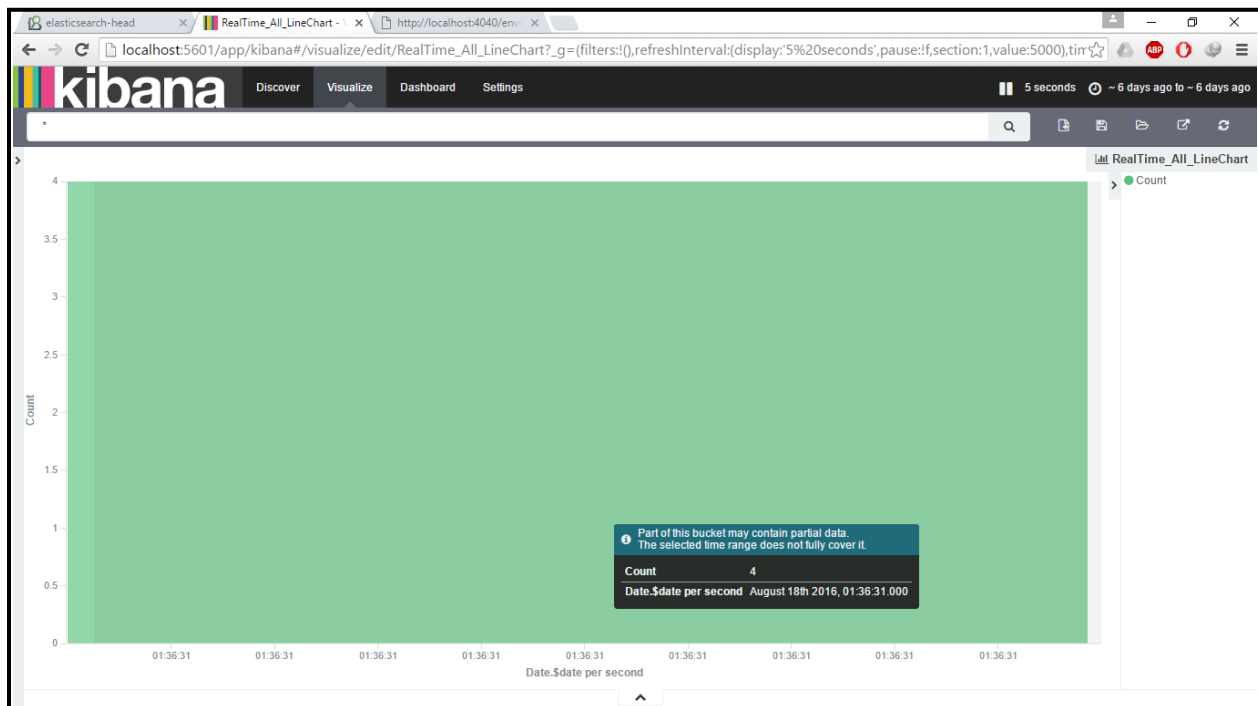 elasticsearch-head
RealTime_All_LineChart - V
http://localhost:4040/envi
localhost:5601/app/kibana#/visualize/edit/RealTime_All_LineChart?_g=(filters:!(),refreshInterval:(display:'5%20seconds',pause:!f,section:1,value:5000),tim
ABP
kibana
Discover
Visualize
Dashboard
Settings
5 seconds
~ 6 days ago to ~ 6 days ago
*
RealTime_All_LineChart
Count
4
3.5
3
2.5
2
1.5
1
0.5
0
Count
Part of this bucket may contain partial data.
The selected time range does not fully cover it.
Count 4
Date.$date per second August 18th 2016, 01:36:31.000
01:36:31 01:36:31 01:36:31 01:36:31 01:36:31 01:36:31 01:36:31 01:36:31 01:36:31
Date.$date per second